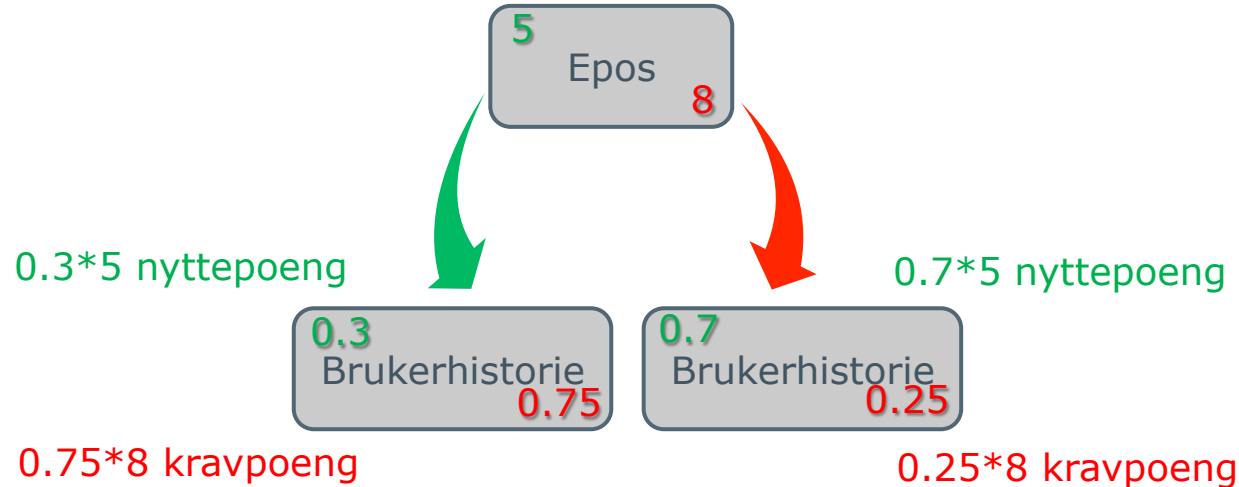 5
Epos
8
0.3*5 nyttepoeng
0.7*5 nyttepoeng
0.3
Brukerhistorie
0.75
0.7
Brukerhistorie
0.25
0.75*8 kravpoeng
0.25*8 kravpoeng